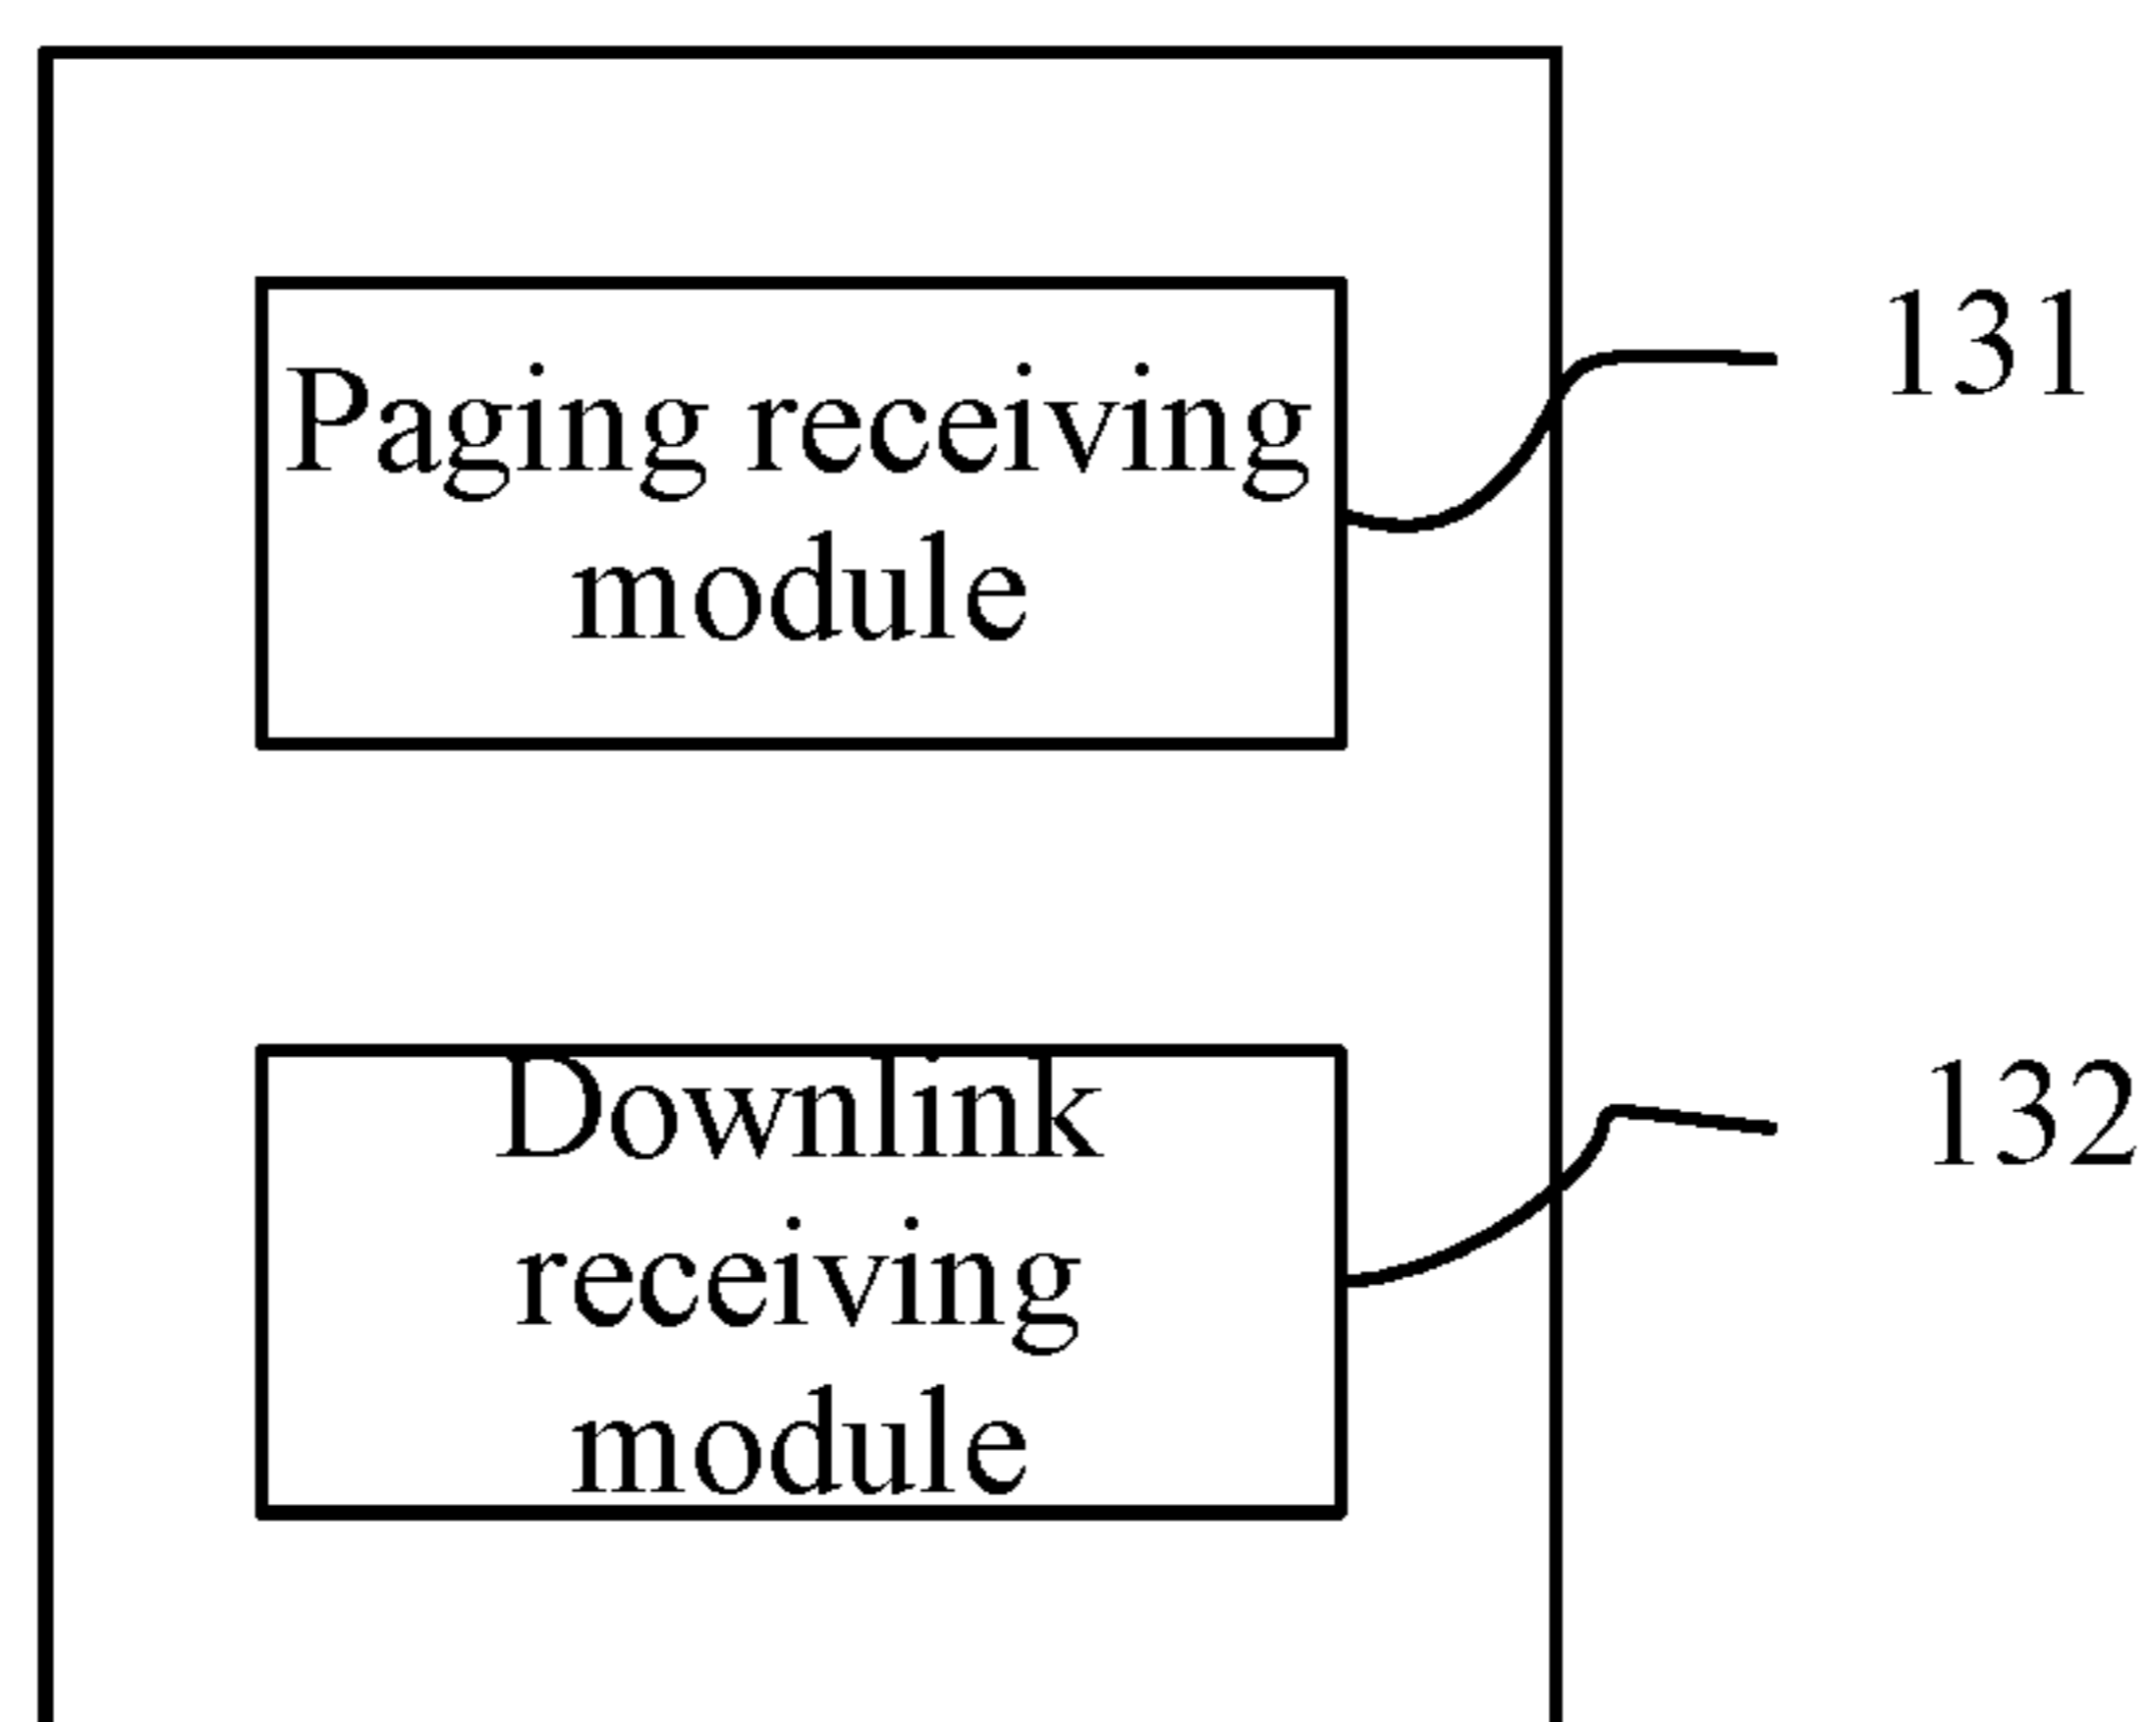 Paging receiving
module
131
Downlink
receiving
module
132